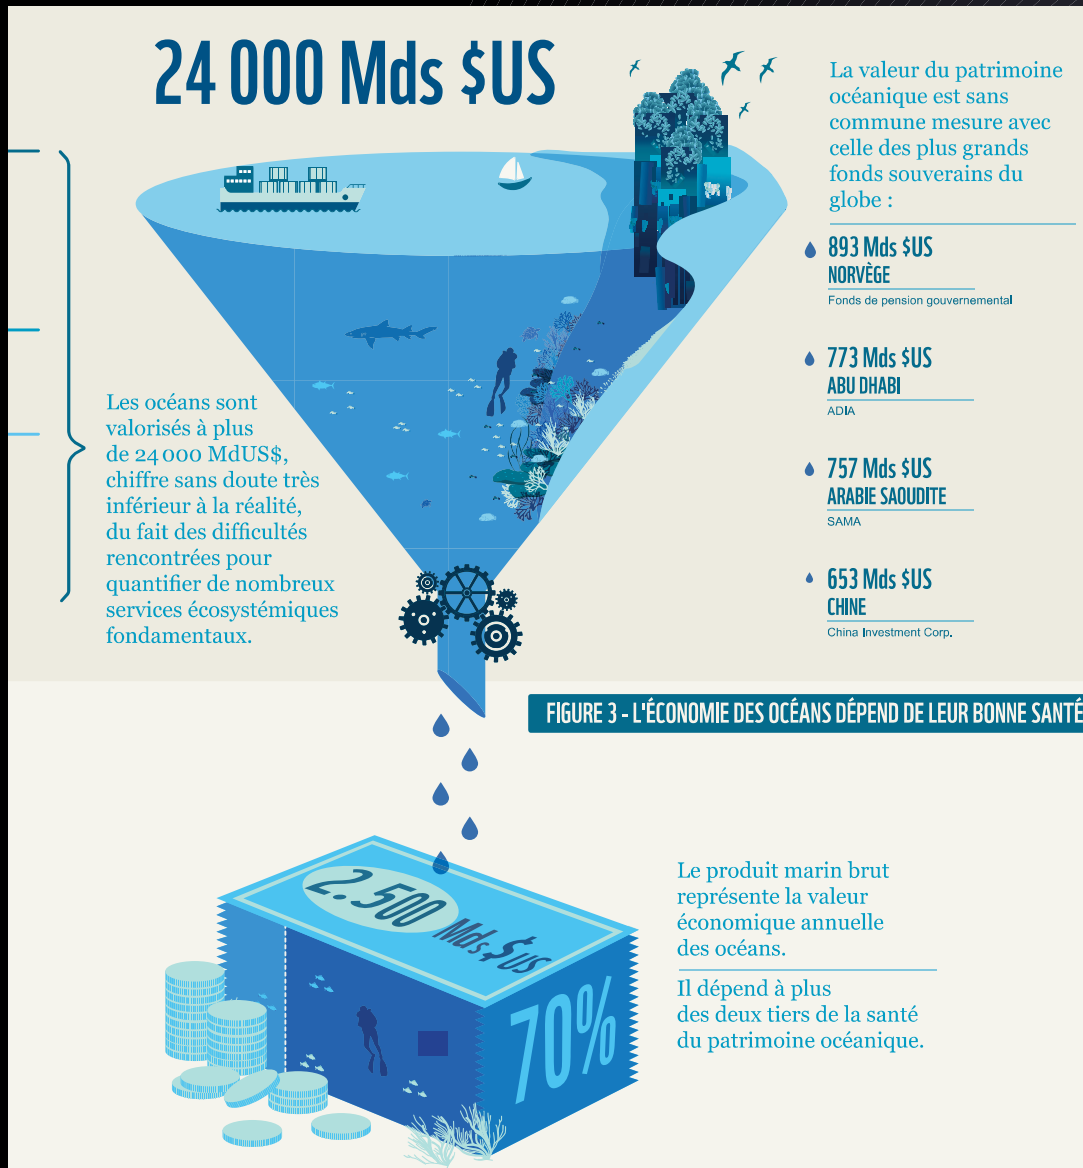 24 000 Mds $US
Les océans sont
valorisés à plus
de 24 000 MdUS$,
chiffre sans doute très
inférieur à la réalité,
du fait des difficultés
rencontrées pour
quantifier de nombreux
services écosystémiques
fondamentaux.
La valeur du patrimoine
océanique est sans
commune mesure avec
celle des plus grands
fonds souverains du
globe :
893 Mds $US
NORVÈGE
Fonds de pension gouvernemental
773 Mds $US
ABU DHABI
ADIA
757 Mds $US
ARABIE SAOUDITE
SAMA
653 Mds $US
CHINE
China Investment Corp.
FIGURE 3 - L'ÉCONOMIE DES OCÉANS DÉPEND DE LEUR BONNE SANTÉ
2.500 Mds $US
70%
Le produit marin brut
représente la valeur
économique annuelle
des océans.
Il dépend à plus
des deux tiers de la santé
du patrimoine océanique.